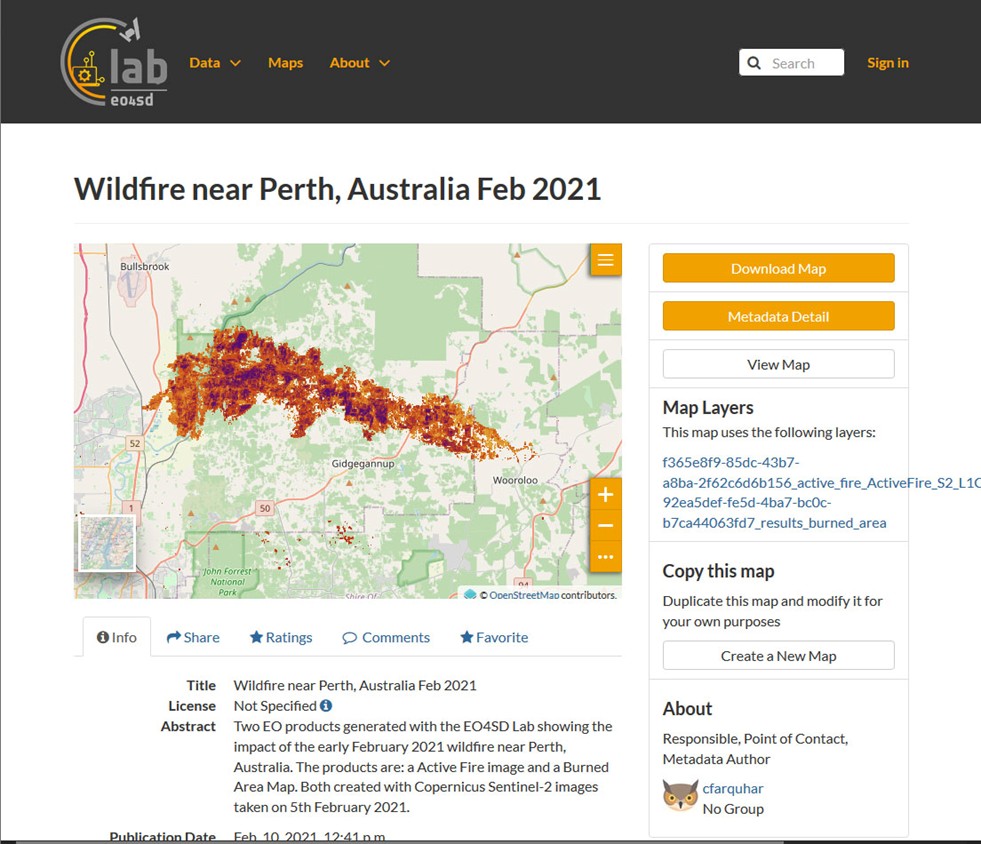 lab
eo4sd
Data
Maps
About
Search
Sign in
Wildfire near Perth, Australia Feb 2021
Bullsbrook
52
Gidgegannup
Wooroloo
1
50
John Forrest
National
Park
Shire Of
94
+
−
...
© OpenStreetMap contributors.
Download Map
Metadata Detail
View Map
Map Layers
This map uses the following layers:
f365e8f9-85dc-43b7-
a8ba-2f62c6d6b156_active_fire_ActiveFire_S2_L1C
92ea5def-fe5d-4ba7-bc0c-
b7ca44063fd7_results_burned_area
Copy this map
Duplicate this map and modify it for
your own purposes
Create a New Map
About
Responsible, Point of Contact,
Metadata Author
cfarquhar
No Group
Info
Share
Ratings
Comments
Favorite
Title Wildfire near Perth, Australia Feb 2021
License Not Specified
Abstract Two EO products generated with the EO4SD Lab showing the
impact of the early February 2021 wildfire near Perth,
Australia. The products are: a Active Fire image and a Burned
Area Map. Both created with Copernicus Sentinel-2 images
taken on 5th February 2021.
Publication Date Feb. 10, 2021, 12:41 p.m.